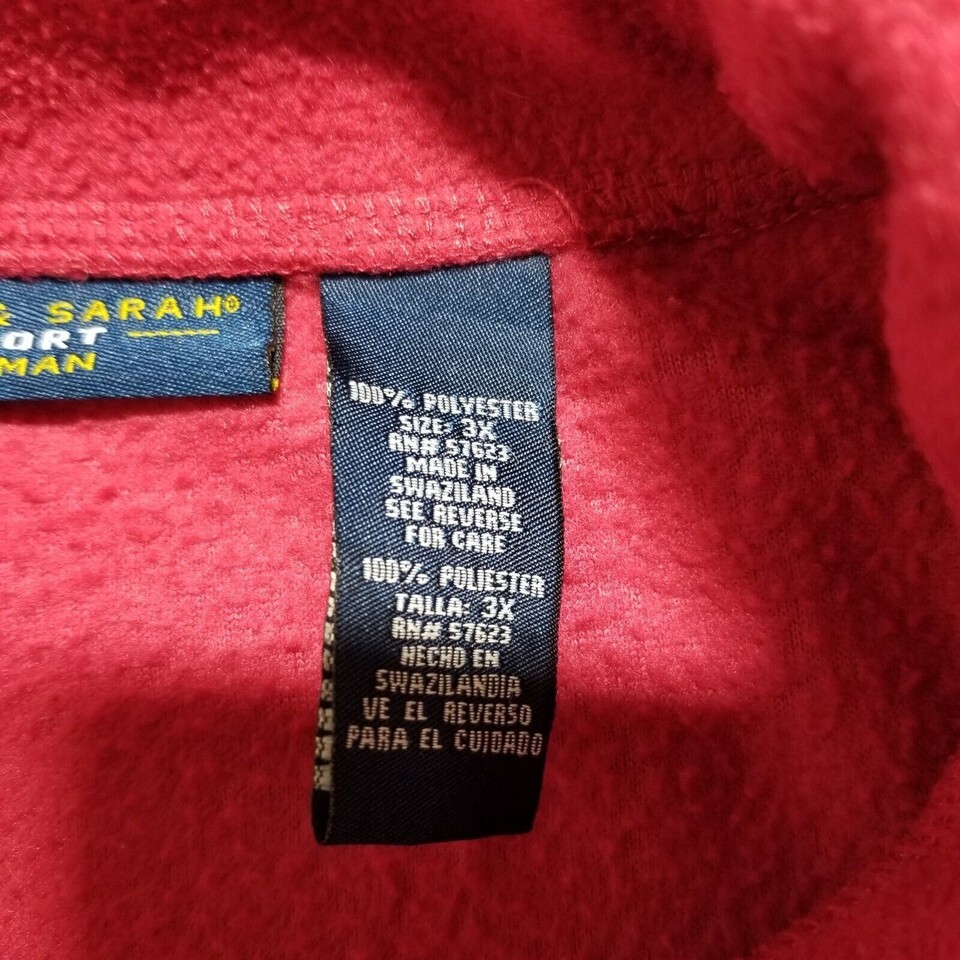 & SARAH®
ORT
MAN
100% POLYESTER
SIZE: 3X
RN# 57623
MADE IN
SWAZILAND
SEE REVERSE
FOR CARE
100% POLIESTER
TALLA: 3X
RN# 57623
HECHO EN
SWAZILANDIA
VE EL REVERSO
PARA EL CUIDADO